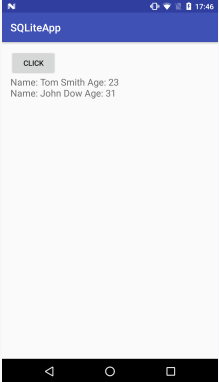 17:46
SQLiteApp
CLICK
Name: Tom Smith Age: 23
Name: John Dow Age: 31